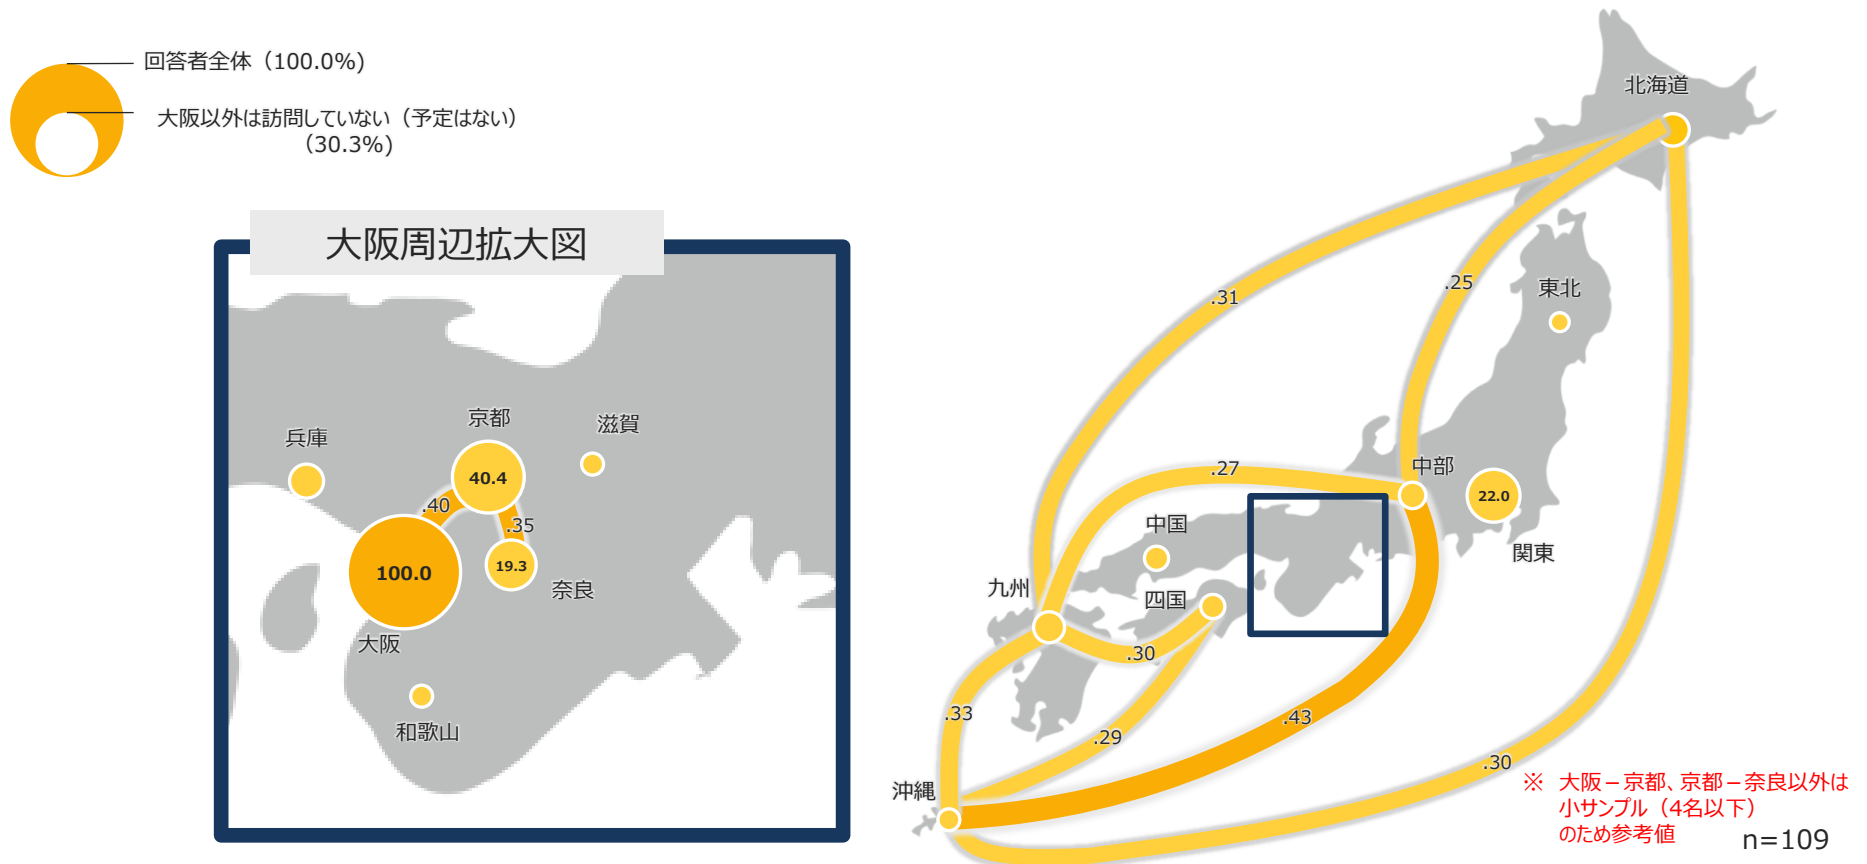 回答者全体（100.0%)
大阪以外は訪問していない（予定はない）
（30.3%)
大阪周辺拡大図
兵庫
京都
滋賀
40.4
.40
.35
100.0
19.3
奈良
大阪
和歌山
北海道
東北
.25
.31
中部
.27
22.0
関東
中国
九州
四国
.30
.33
.29
.43
.30
沖縄
※ 大阪－京都、京都－奈良以外は
小サンプル（4名以下）
のため参考値
n=109